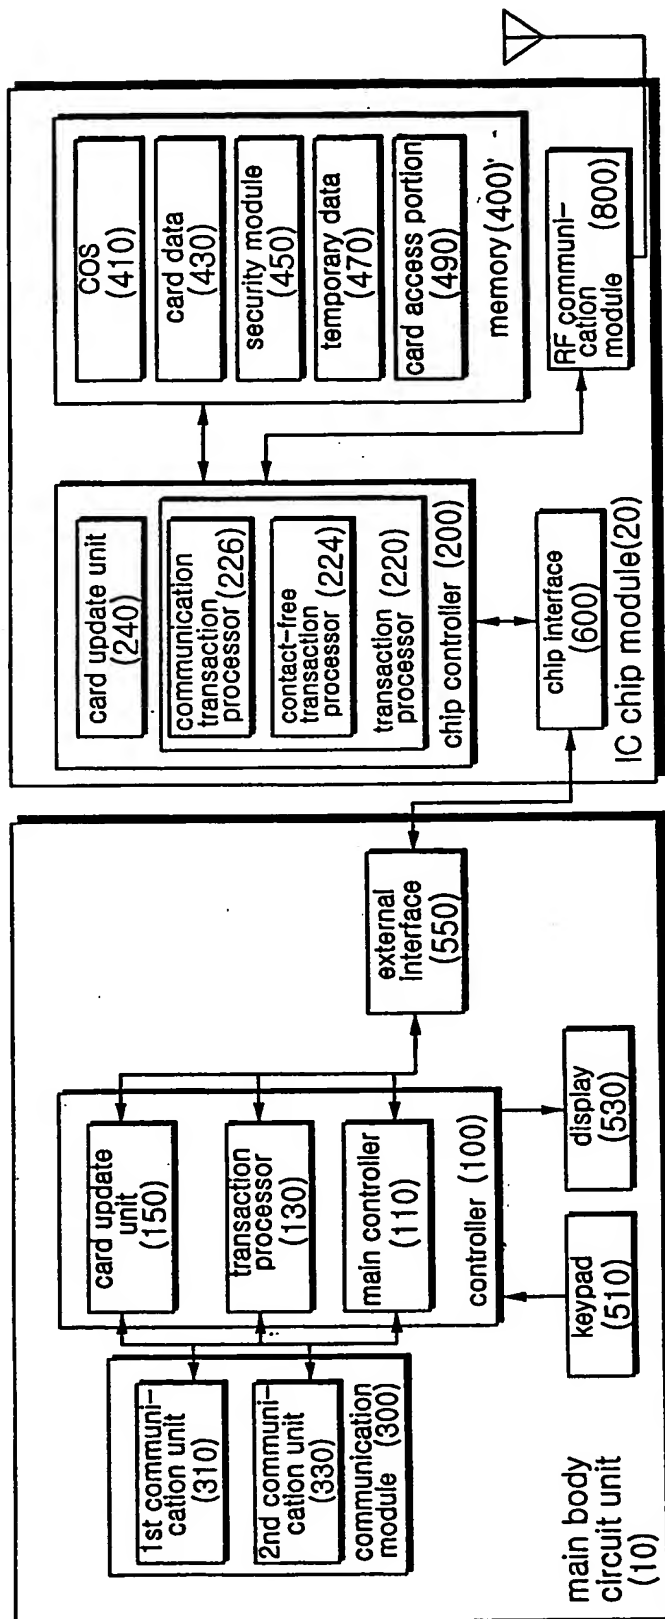 1st communi-
cation unit
(310)
2nd communi-
cation unit
(330)
communication
module (300)
card update
unit
(150)
transaction
processor
(130)
main controller
(110)
controller (100)
keypad
(510)
display
(530)
external
interface
(550)
main body
circuit unit
(10)
card update unit
(240)
communication
transaction
processor (226)
contact-free
transaction
processor (224)
transaction
processor (220)
chip controller (200)
chip interface
(600)
COS
(410)
card data
(430)
security module
(450)
temporary data
(470)
card access portion
(490)
memory (400)
RF communi-
cation
module (800)
IC chip module(20)